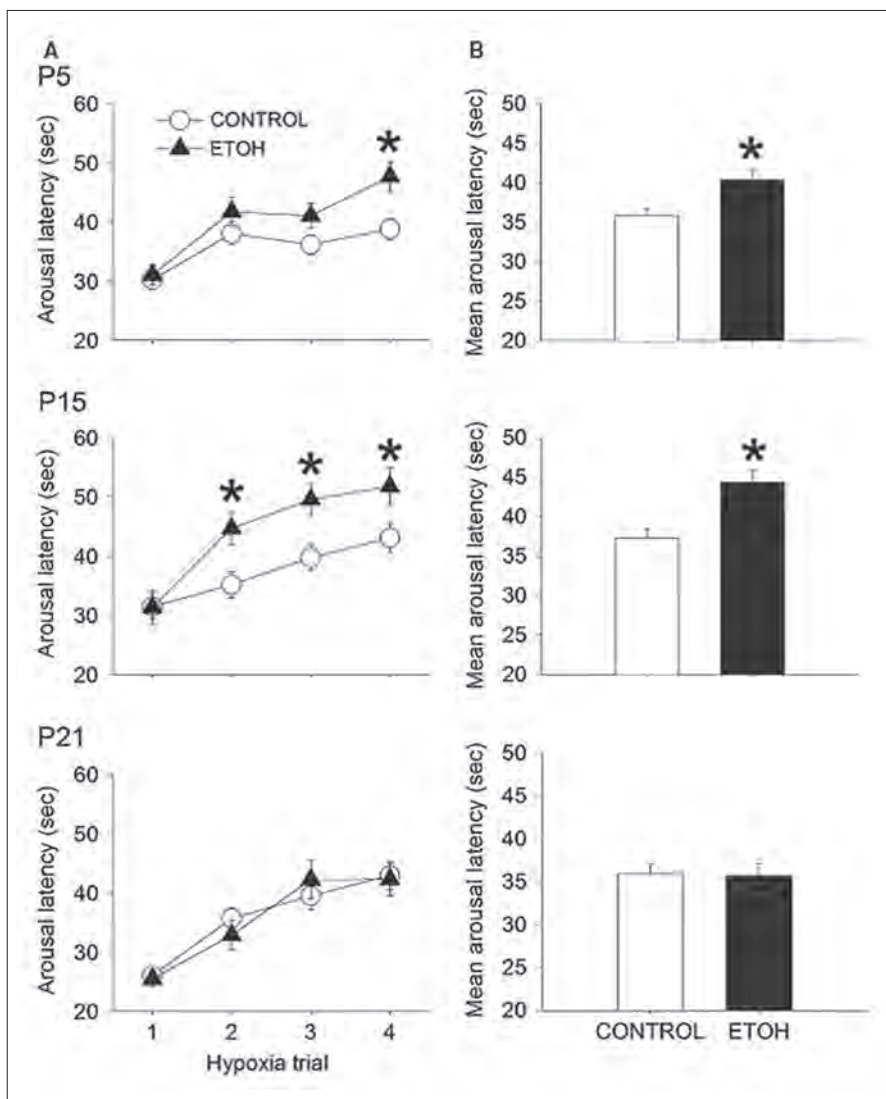 A
P5
60
50
40
30
20
Arousal latency (sec)
CONTROL
ETOH
*
B
50
45
40
35
30
25
20
Mean arousal latency (sec)
*
P15
60
50
40
30
20
Arousal latency (sec)
* * *
50
45
40
35
30
25
20
Mean arousal latency (sec)
*
P21
60
50
40
30
20
Arousal latency (sec)
1 2 3 4
Hypoxia trial
50
45
40
35
30
25
20
Mean arousal latency (sec)
CONTROL ETOH